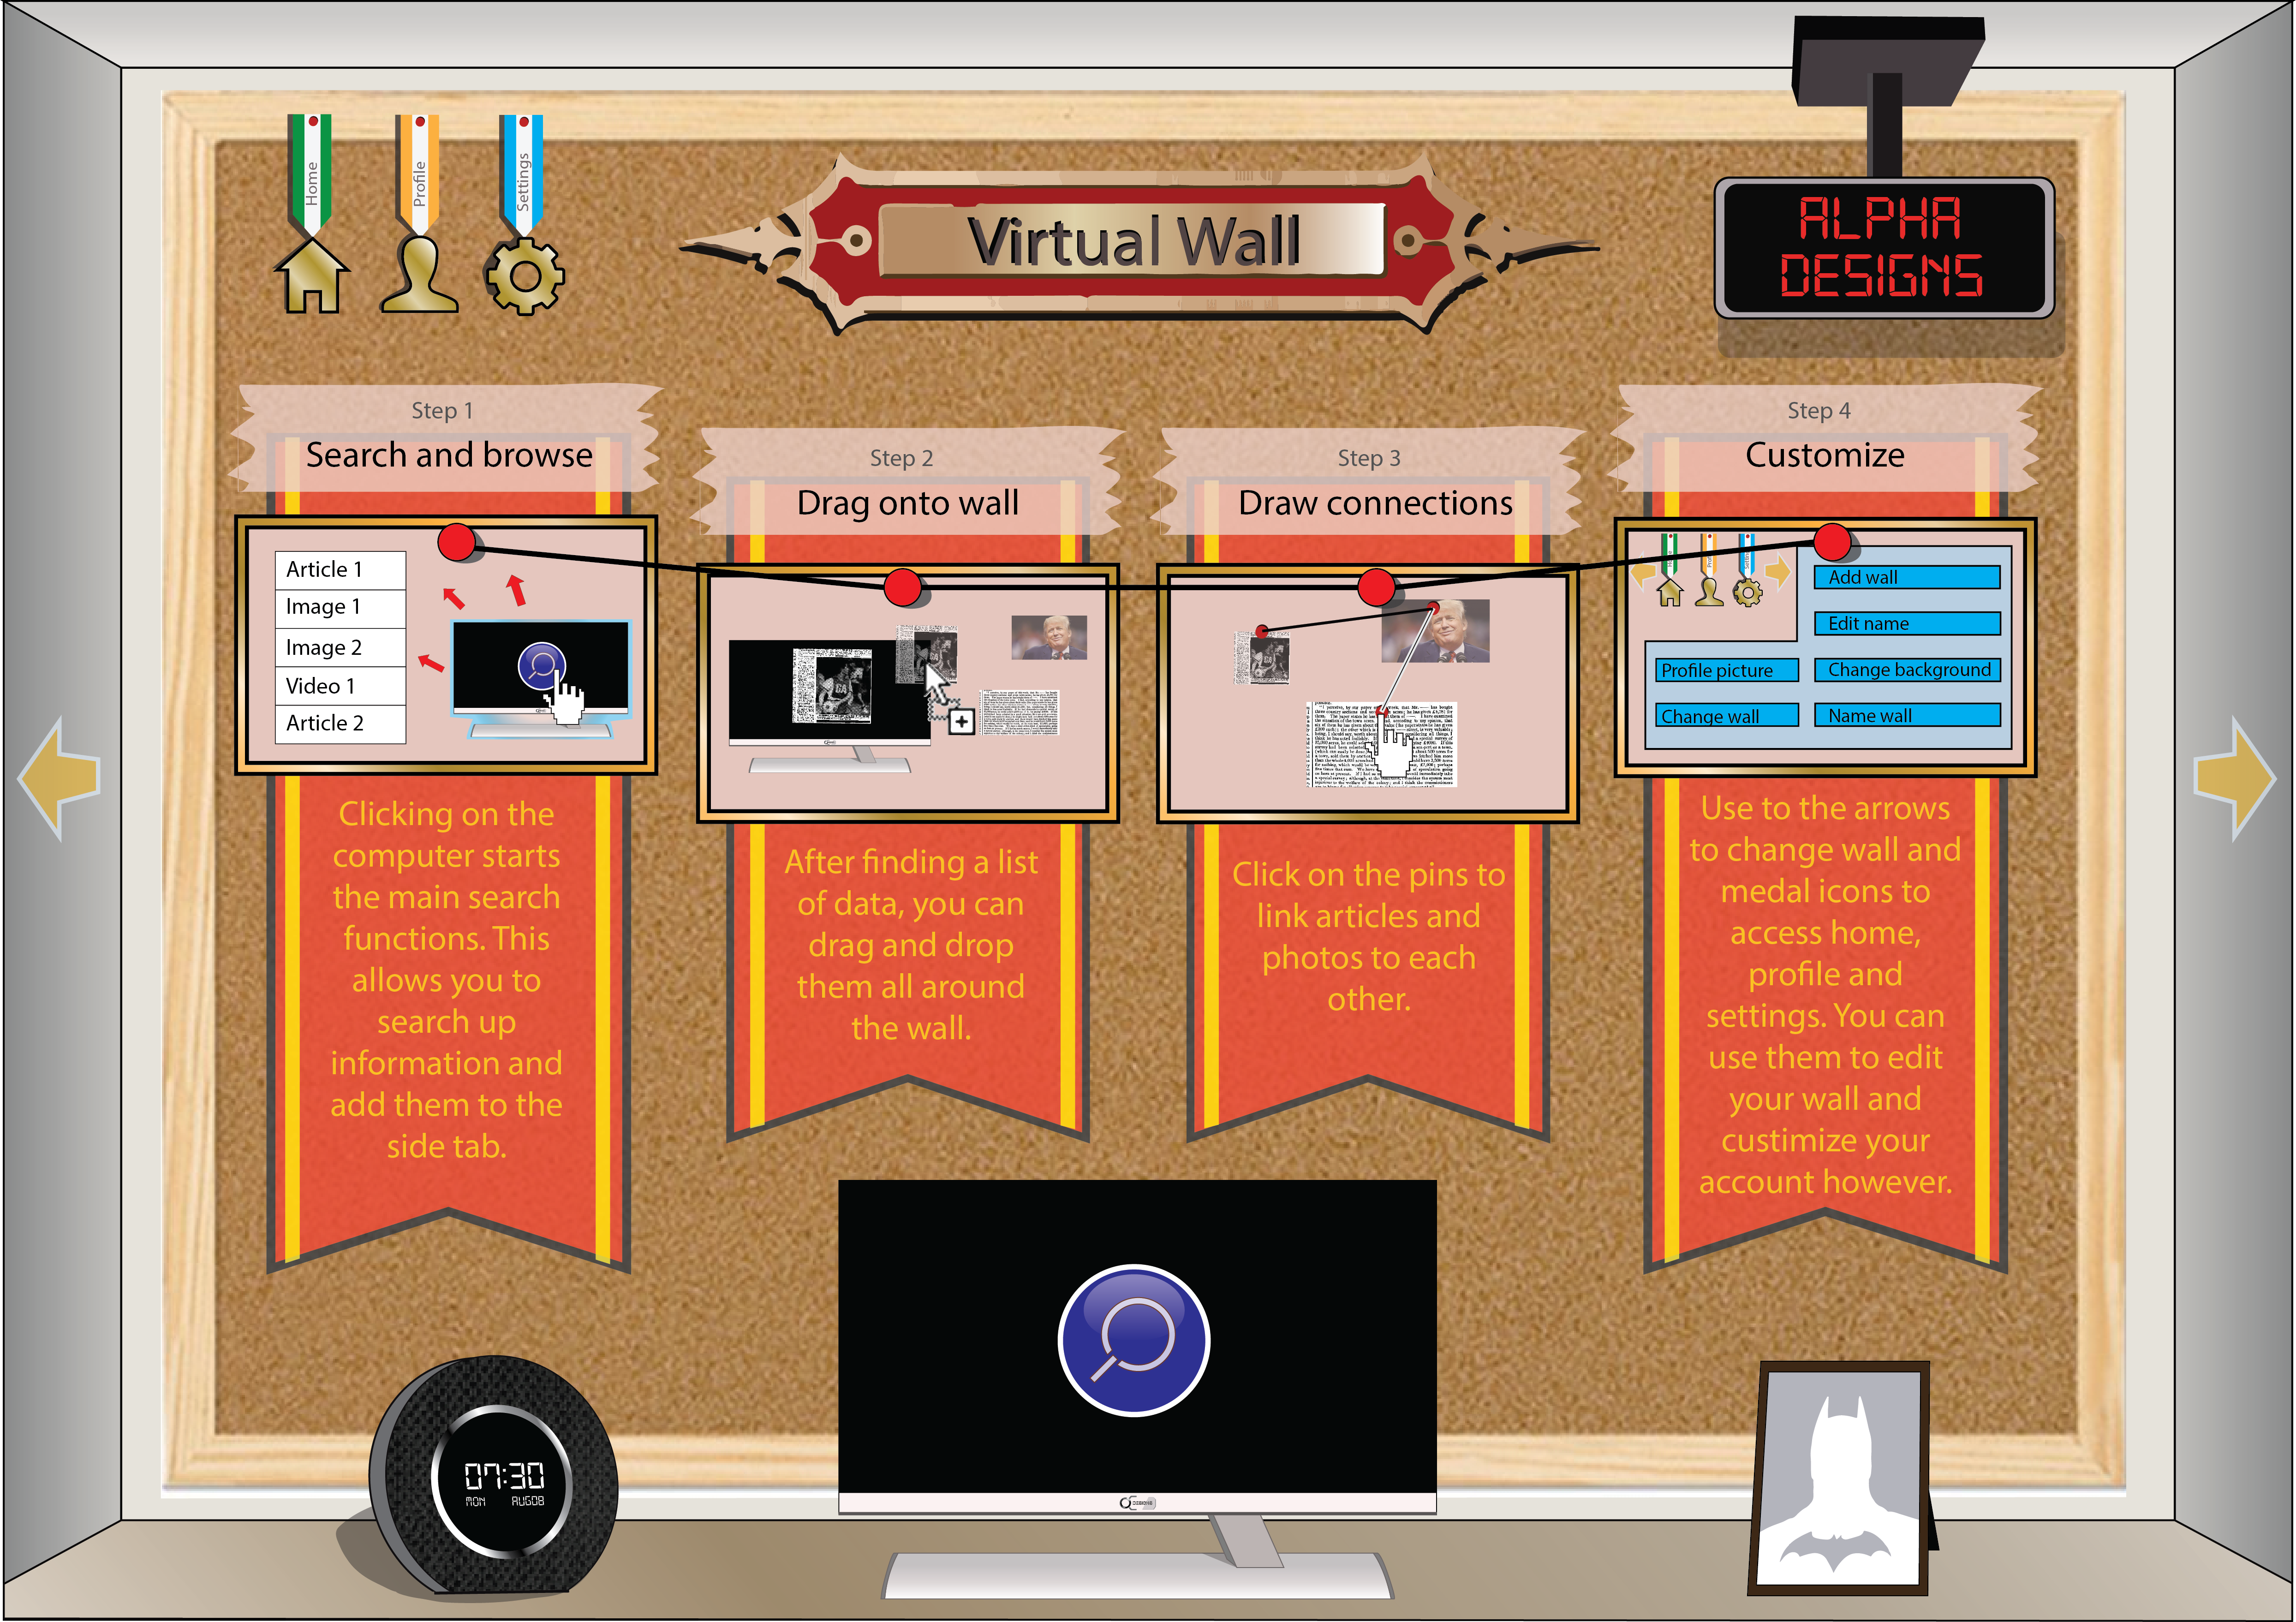 Home
Profile
Settings
Virtual Wall
ALPHA
DESIGNS
Step 1
Search and browse
Article 1
Image 1
Image 2
Video 1
Article 2
Clicking on the
computer starts
the main search
functions. This
allows you to
search up
information and
add them to the
side tab.
Step 2
Drag onto wall
After finding a list
of data, you can
drag and drop
them all around
the wall.
Step 3
Draw connections
Click on the pins to
link articles and
photos to each
other.
Step 4
Customize
Add wall
Edit name
Profile picture
Change background
Change wall
Name wall
Use to the arrows
to change wall and
medal icons to
access home,
profile and
settings. You can
use them to edit
your wall and
custimize your
account however.
07:30
MON AUG08